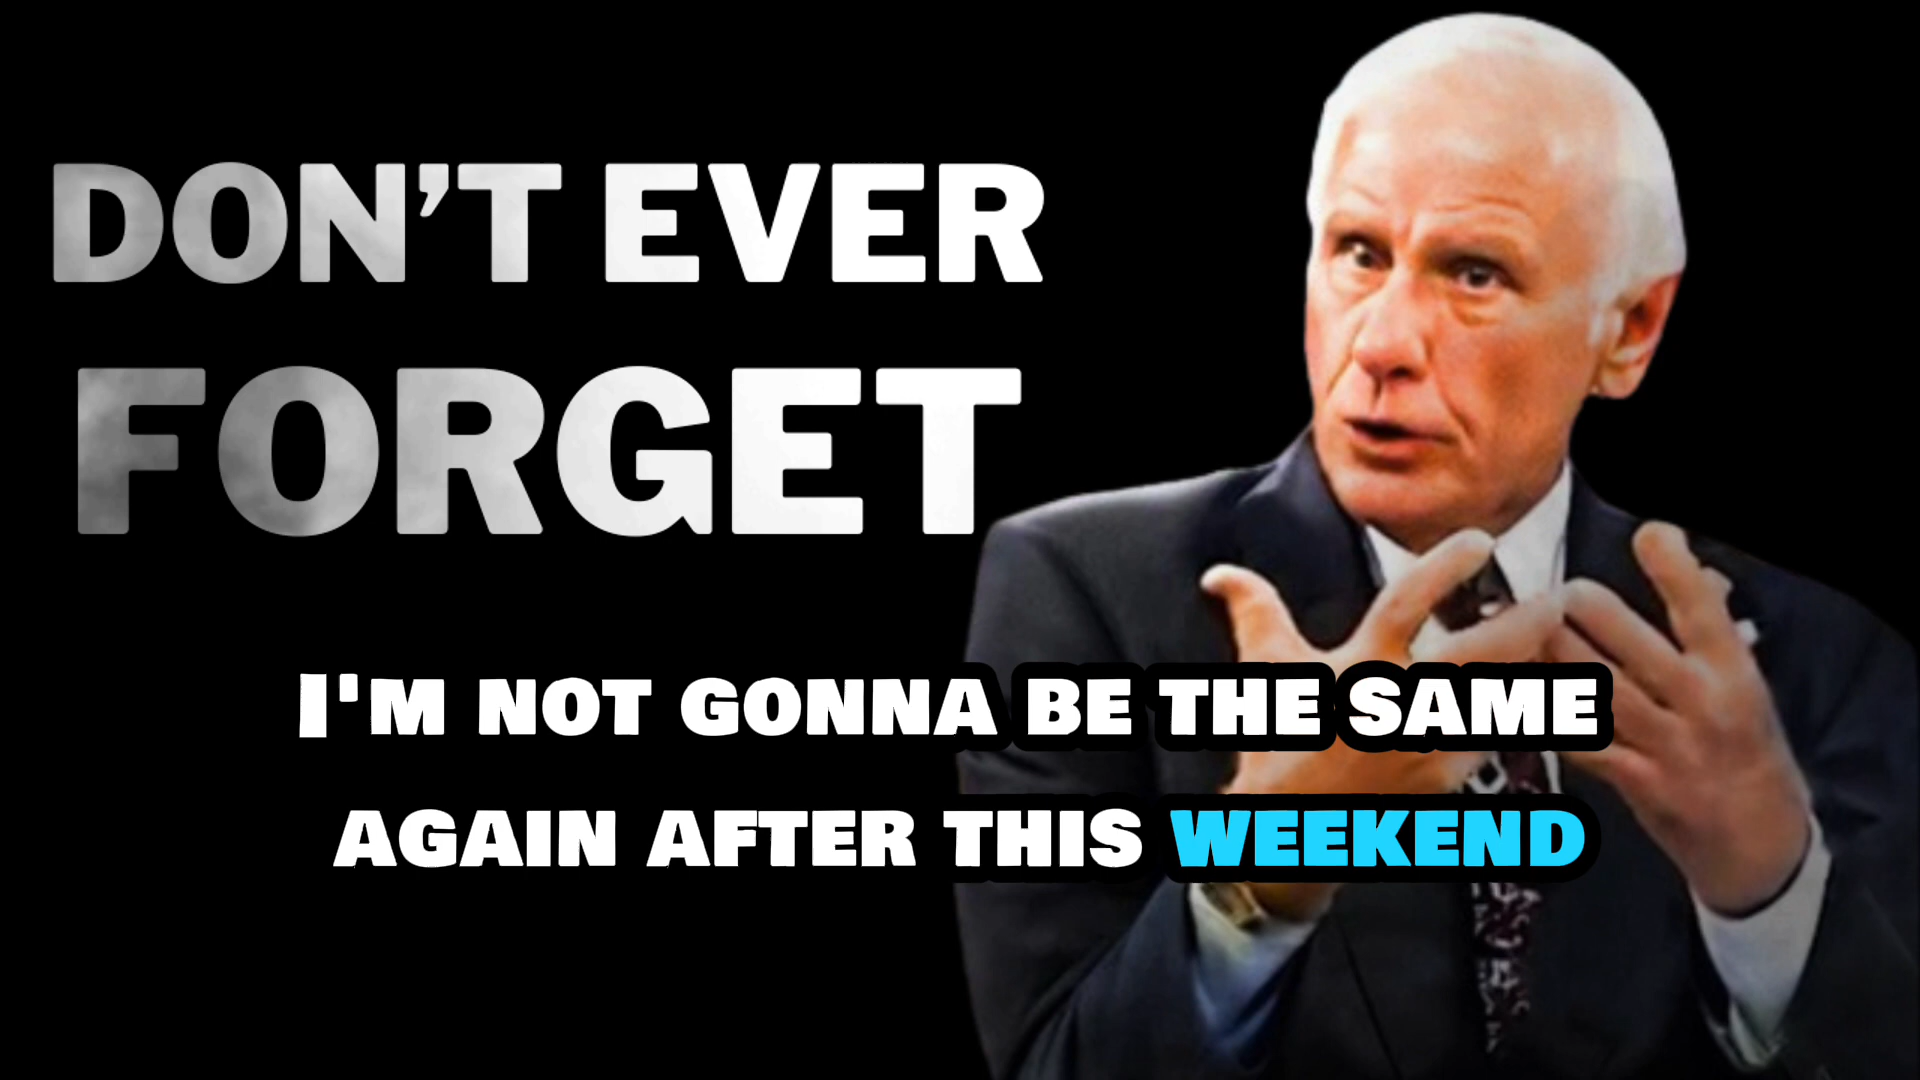 DON'T EVER
FORGET
I'M NOT GONNA BE THE SAME
AGAIN AFTER THIS WEEKEND